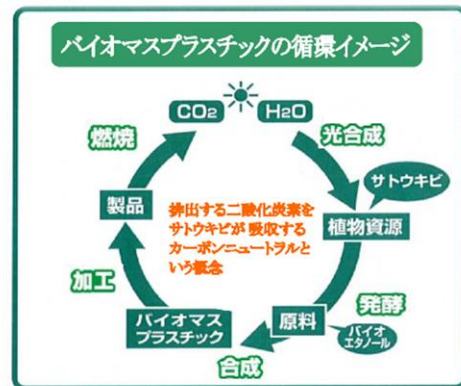 バイオマスプラスチックの循環イメージ
CO2
H2O
光合成
サトウキビ
植物資源
発酵
原料
バイオ
エタノール
合成
バイオマス
プラスチック
加工
製品
燃焼
排出する二酸化炭素を
サトウキビが吸収する
カーボンニュートラルと
いう概念